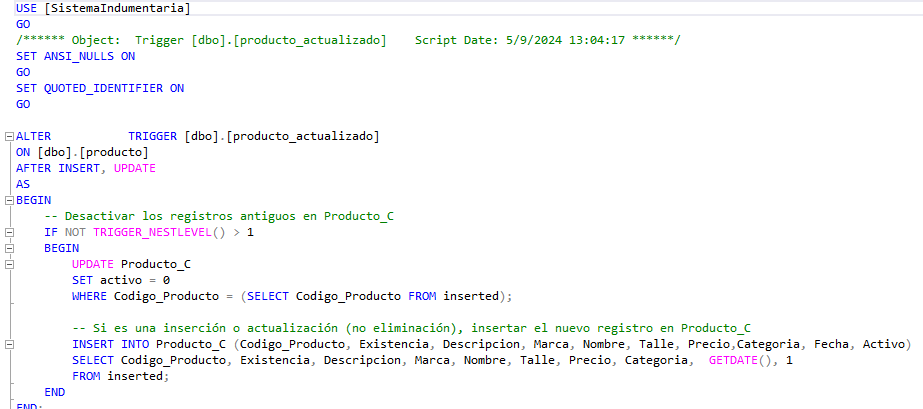 USE [SistemaIndumentaria]
GO
/****** Object:  Trigger [dbo].[producto_actualizado]    Script Date: 5/9/2024 13:04:17 ******/
SET ANSI_NULLS ON
GO
SET QUOTED_IDENTIFIER ON
GO

ALTER          TRIGGER [dbo].[producto_actualizado]
ON [dbo].[producto]
AFTER INSERT, UPDATE
AS
BEGIN
    -- Desactivar los registros antiguos en Producto_C
    IF NOT TRIGGER_NESTLEVEL() > 1
    BEGIN
        UPDATE Producto_C
        SET activo = 0
        WHERE Codigo_Producto = (SELECT Codigo_Producto FROM inserted);

        -- Si es una inserción o actualización (no eliminación), insertar el nuevo registro en Producto_C
        INSERT INTO Producto_C (Codigo_Producto, Existencia, Descripcion, Marca, Nombre, Talle, Precio,Categoria, Fecha, Activo)
        SELECT Codigo_Producto, Existencia, Descripcion, Marca, Nombre, Talle, Precio, Categoria,  GETDATE(), 1
        FROM inserted;
    END
END;